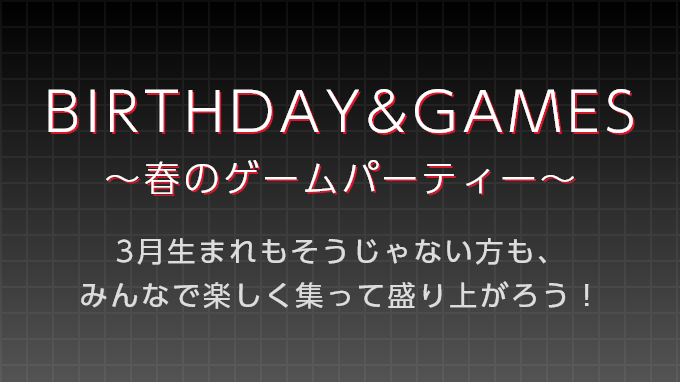 BIRTHDAY&GAMES
〜春のゲームパーティー〜
3月生まれもそうじゃない方も、
みんなで楽しく集って盛り上がろう！